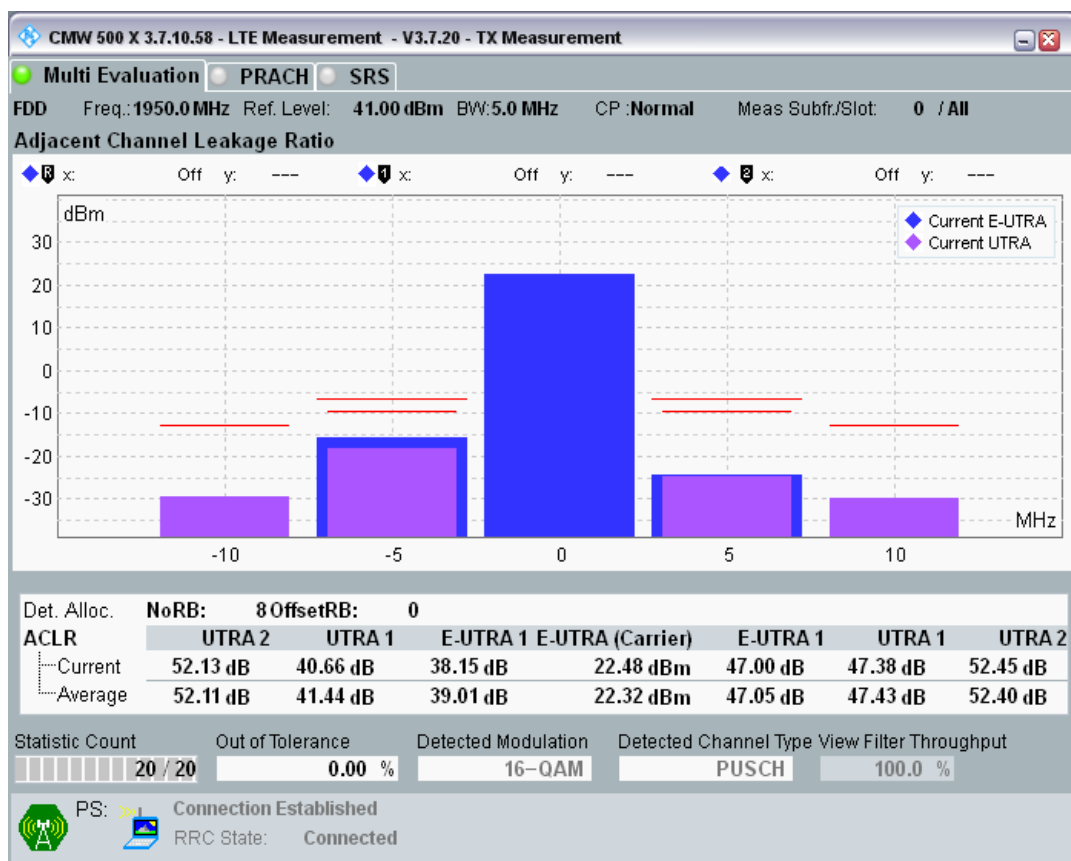 CMW 500 X 3.7.10.58 - LTE Measurement - V3.7.20 - TX Measurement
Multi Evaluation PRACH SRS
FDD Freq.: 1950.0 MHz Ref. Level: 41.00 dBm BW: 5.0 MHz CP : Normal Meas Subfr./Slot: 0 / All
Adjacent Channel Leakage Ratio
R x: Off y: --- 1 x: Off y: --- 2 x: Off y: ---
dBm
Current E-UTRA
Current UTRA
30
20
10
0
-10
-20
-30
MHz
-10 -5 0 5 10
Det. Alloc. NoRB: 8 OffsetRB: 0
ACLR UTRA 2 UTRA 1 E-UTRA 1 E-UTRA (Carrier) E-UTRA 1 UTRA 1 UTRA 2
Current 52.13 dB 40.66 dB 38.15 dB 22.48 dBm 47.00 dB 47.38 dB 52.45 dB
Average 52.11 dB 41.44 dB 39.01 dB 22.32 dBm 47.05 dB 47.43 dB 52.40 dB
Statistic Count Out of Tolerance Detected Modulation Detected Channel Type View Filter Throughput
20 / 20 0.00 % 16-QAM PUSCH 100.0 %
PS: Connection Established
RRC State: Connected